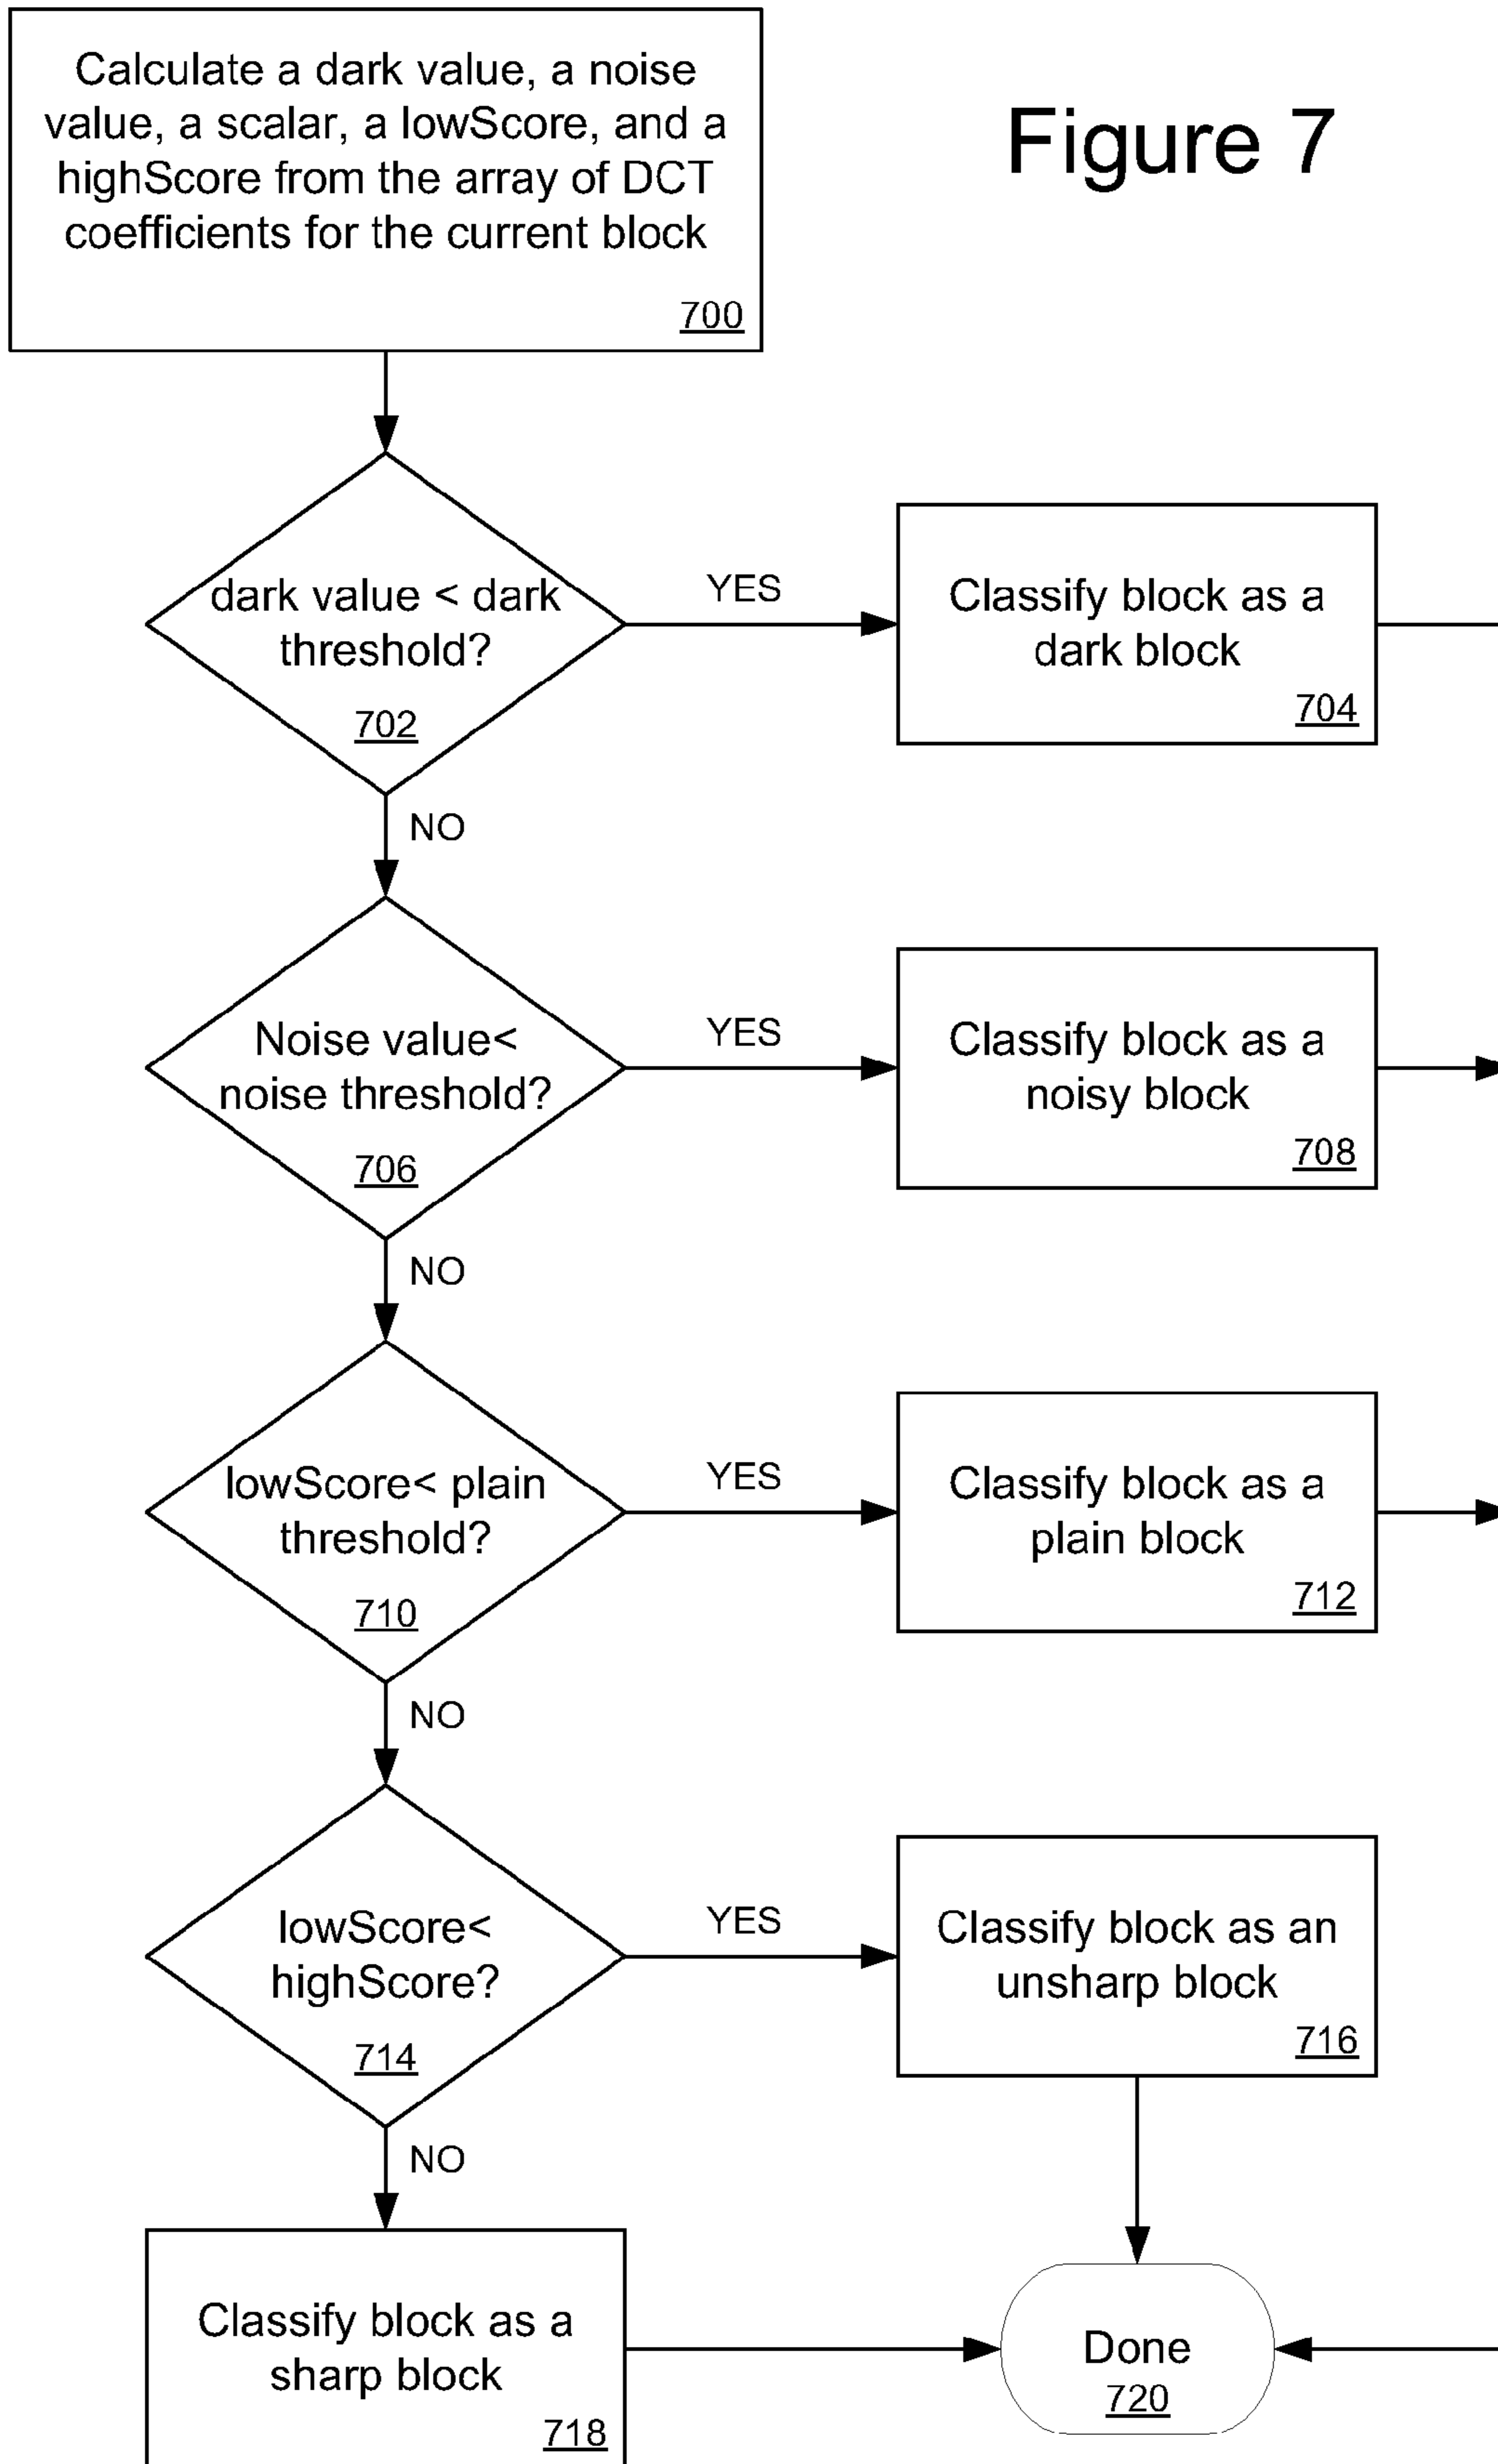 Figure 7
Calculate a dark value, a noise
value, a scalar, a lowScore, and a
highScore from the array of DCT
coefficients for the current block
700
dark value < dark
threshold?
702
YES
Classify block as a
dark block
704
NO
Noise value<
noise threshold?
706
YES
Classify block as a
noisy block
708
NO
lowScore< plain
threshold?
710
YES
Classify block as a
plain block
712
NO
lowScore<
highScore?
714
YES
Classify block as an
unsharp block
716
NO
Classify block as a
sharp block
718
Done
720